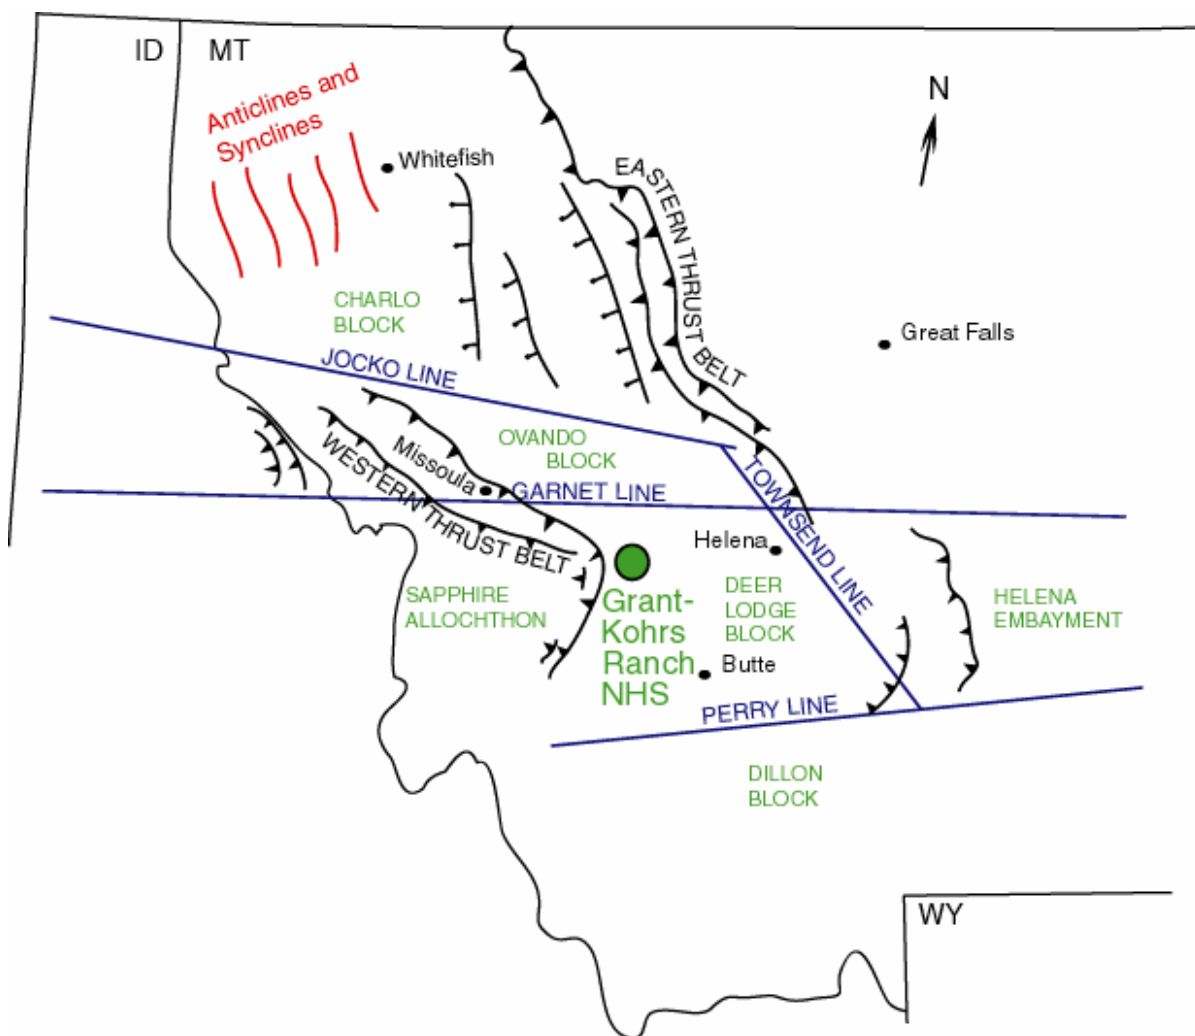 ID
MT
Anticlines and
Synclines
N
Whitefish
EASTERN THRUST BELT
CHARLO
BLOCK
Great Falls
JOCKO LINE
OVANDO
BLOCK
Missoula
WESTERN THRUST BELT
GARNET LINE
TOWNSEND LINE
Helena
SAPPHIRE
ALLOCHTHON
Grant-
Kohrs
Ranch
NHS
DEER
LODGE
BLOCK
HELENA
EMBAYMENT
Butte
PERRY LINE
DILLON
BLOCK
WY